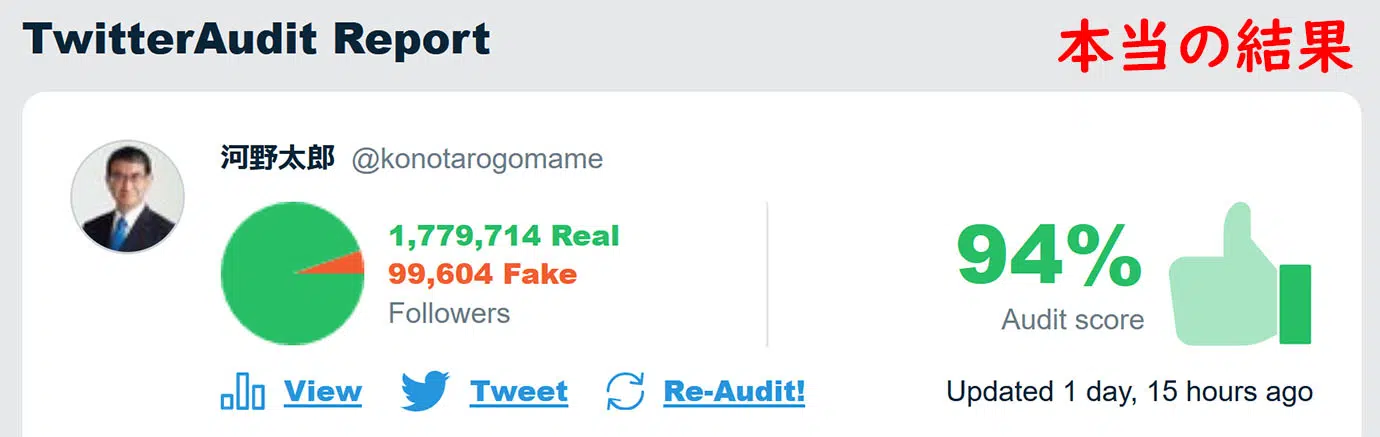 TwitterAudit Report
本当の結果
河野太郎 @konotarogomame
1,779,714 Real
99,604 Fake
Followers
94%
Audit score
View Tweet Re-Audit!
Updated 1 day, 15 hours ago